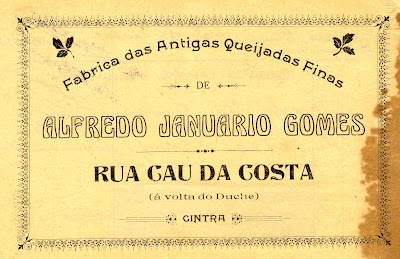 Fabrica das Antigas Queijadas Finas
DE
ALFREDO JANUARIO GOMES
RUA GAU DA COSTA
(á volta do Duche)
CINTRA